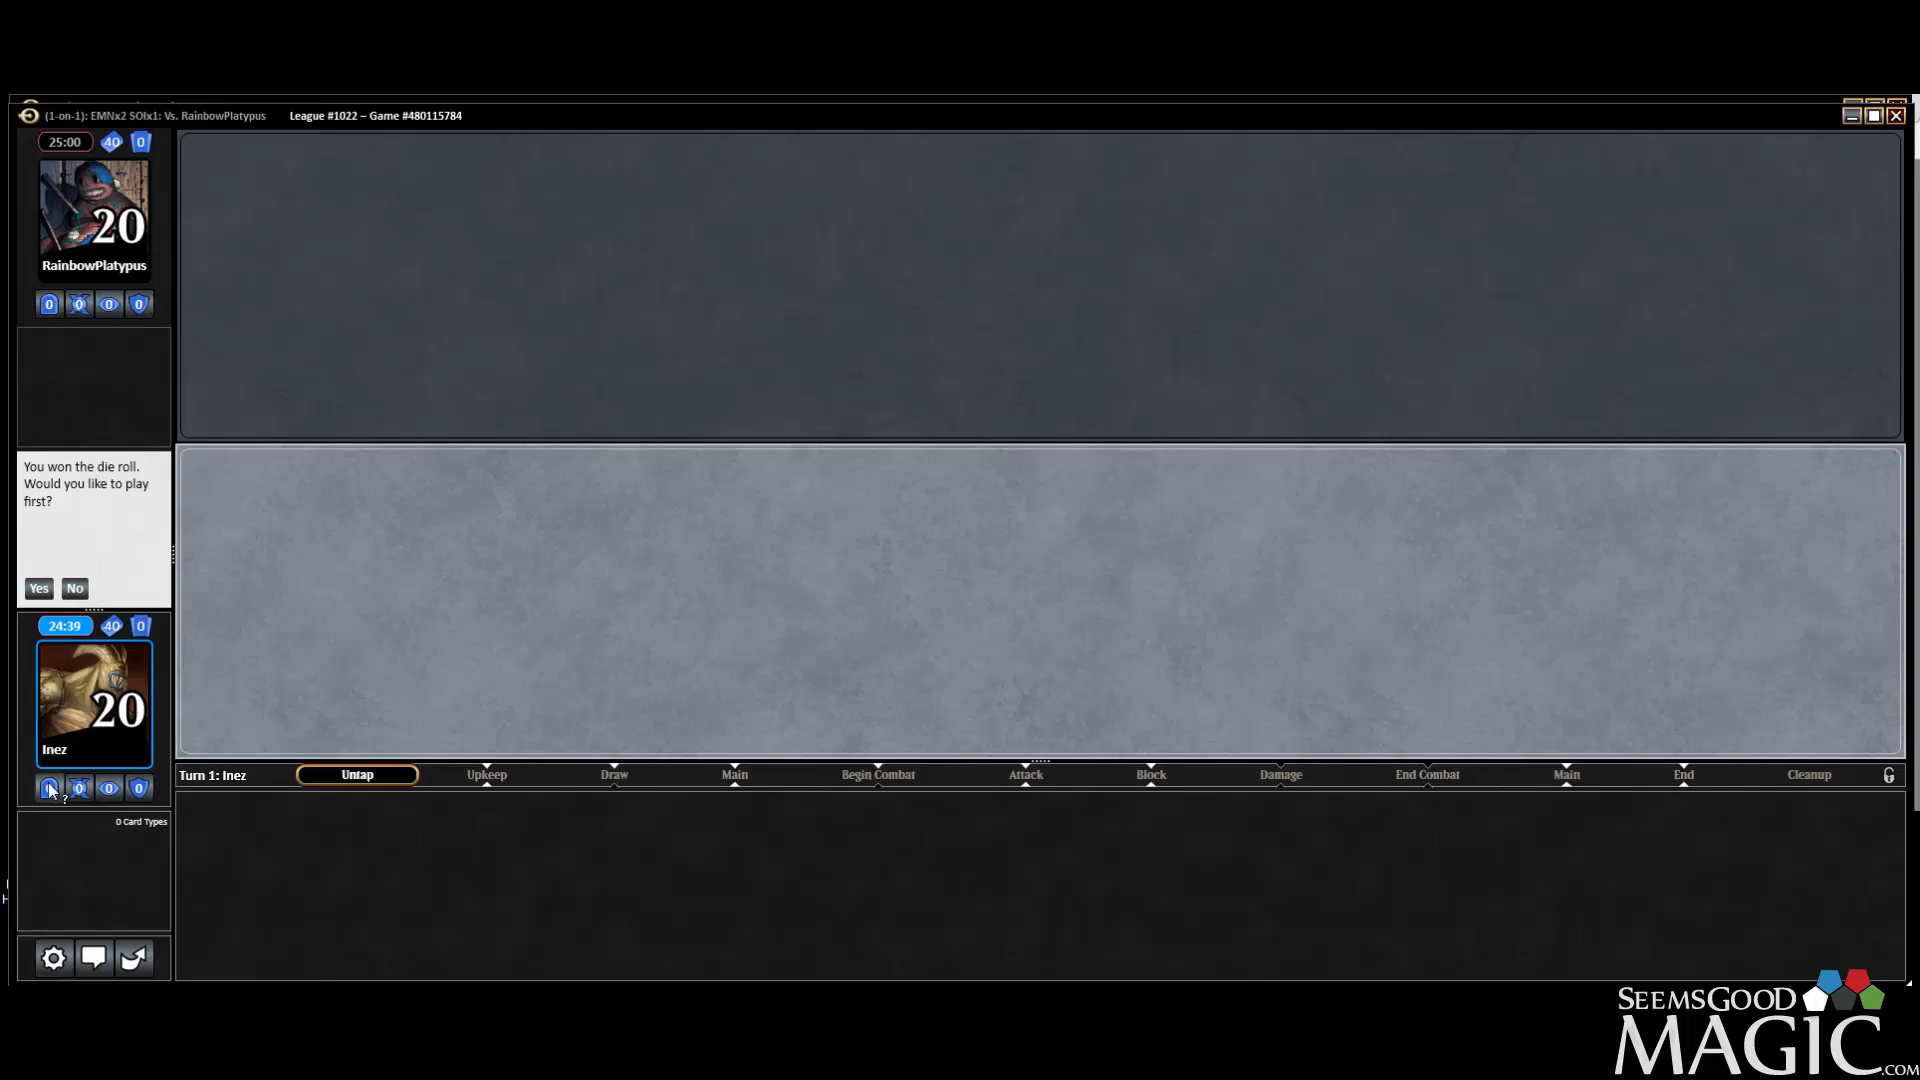 (1-on-1): EMNx2 SOIx1: Vs. RainbowPlatypus League #1022 – Game #480115784
25:00 40 0
20
RainbowPlatypus
0 0 0 0
You won the die roll.
Would you like to play
first?
Yes No
24:39 40 0
20
Inez
0 0 0
Turn 1: Inez Untap Upkeep Draw Main Begin Combat Attack Block Damage End Combat Main End Cleanup
0 Card Types
SEEMSGOOD
MAGIC.COM